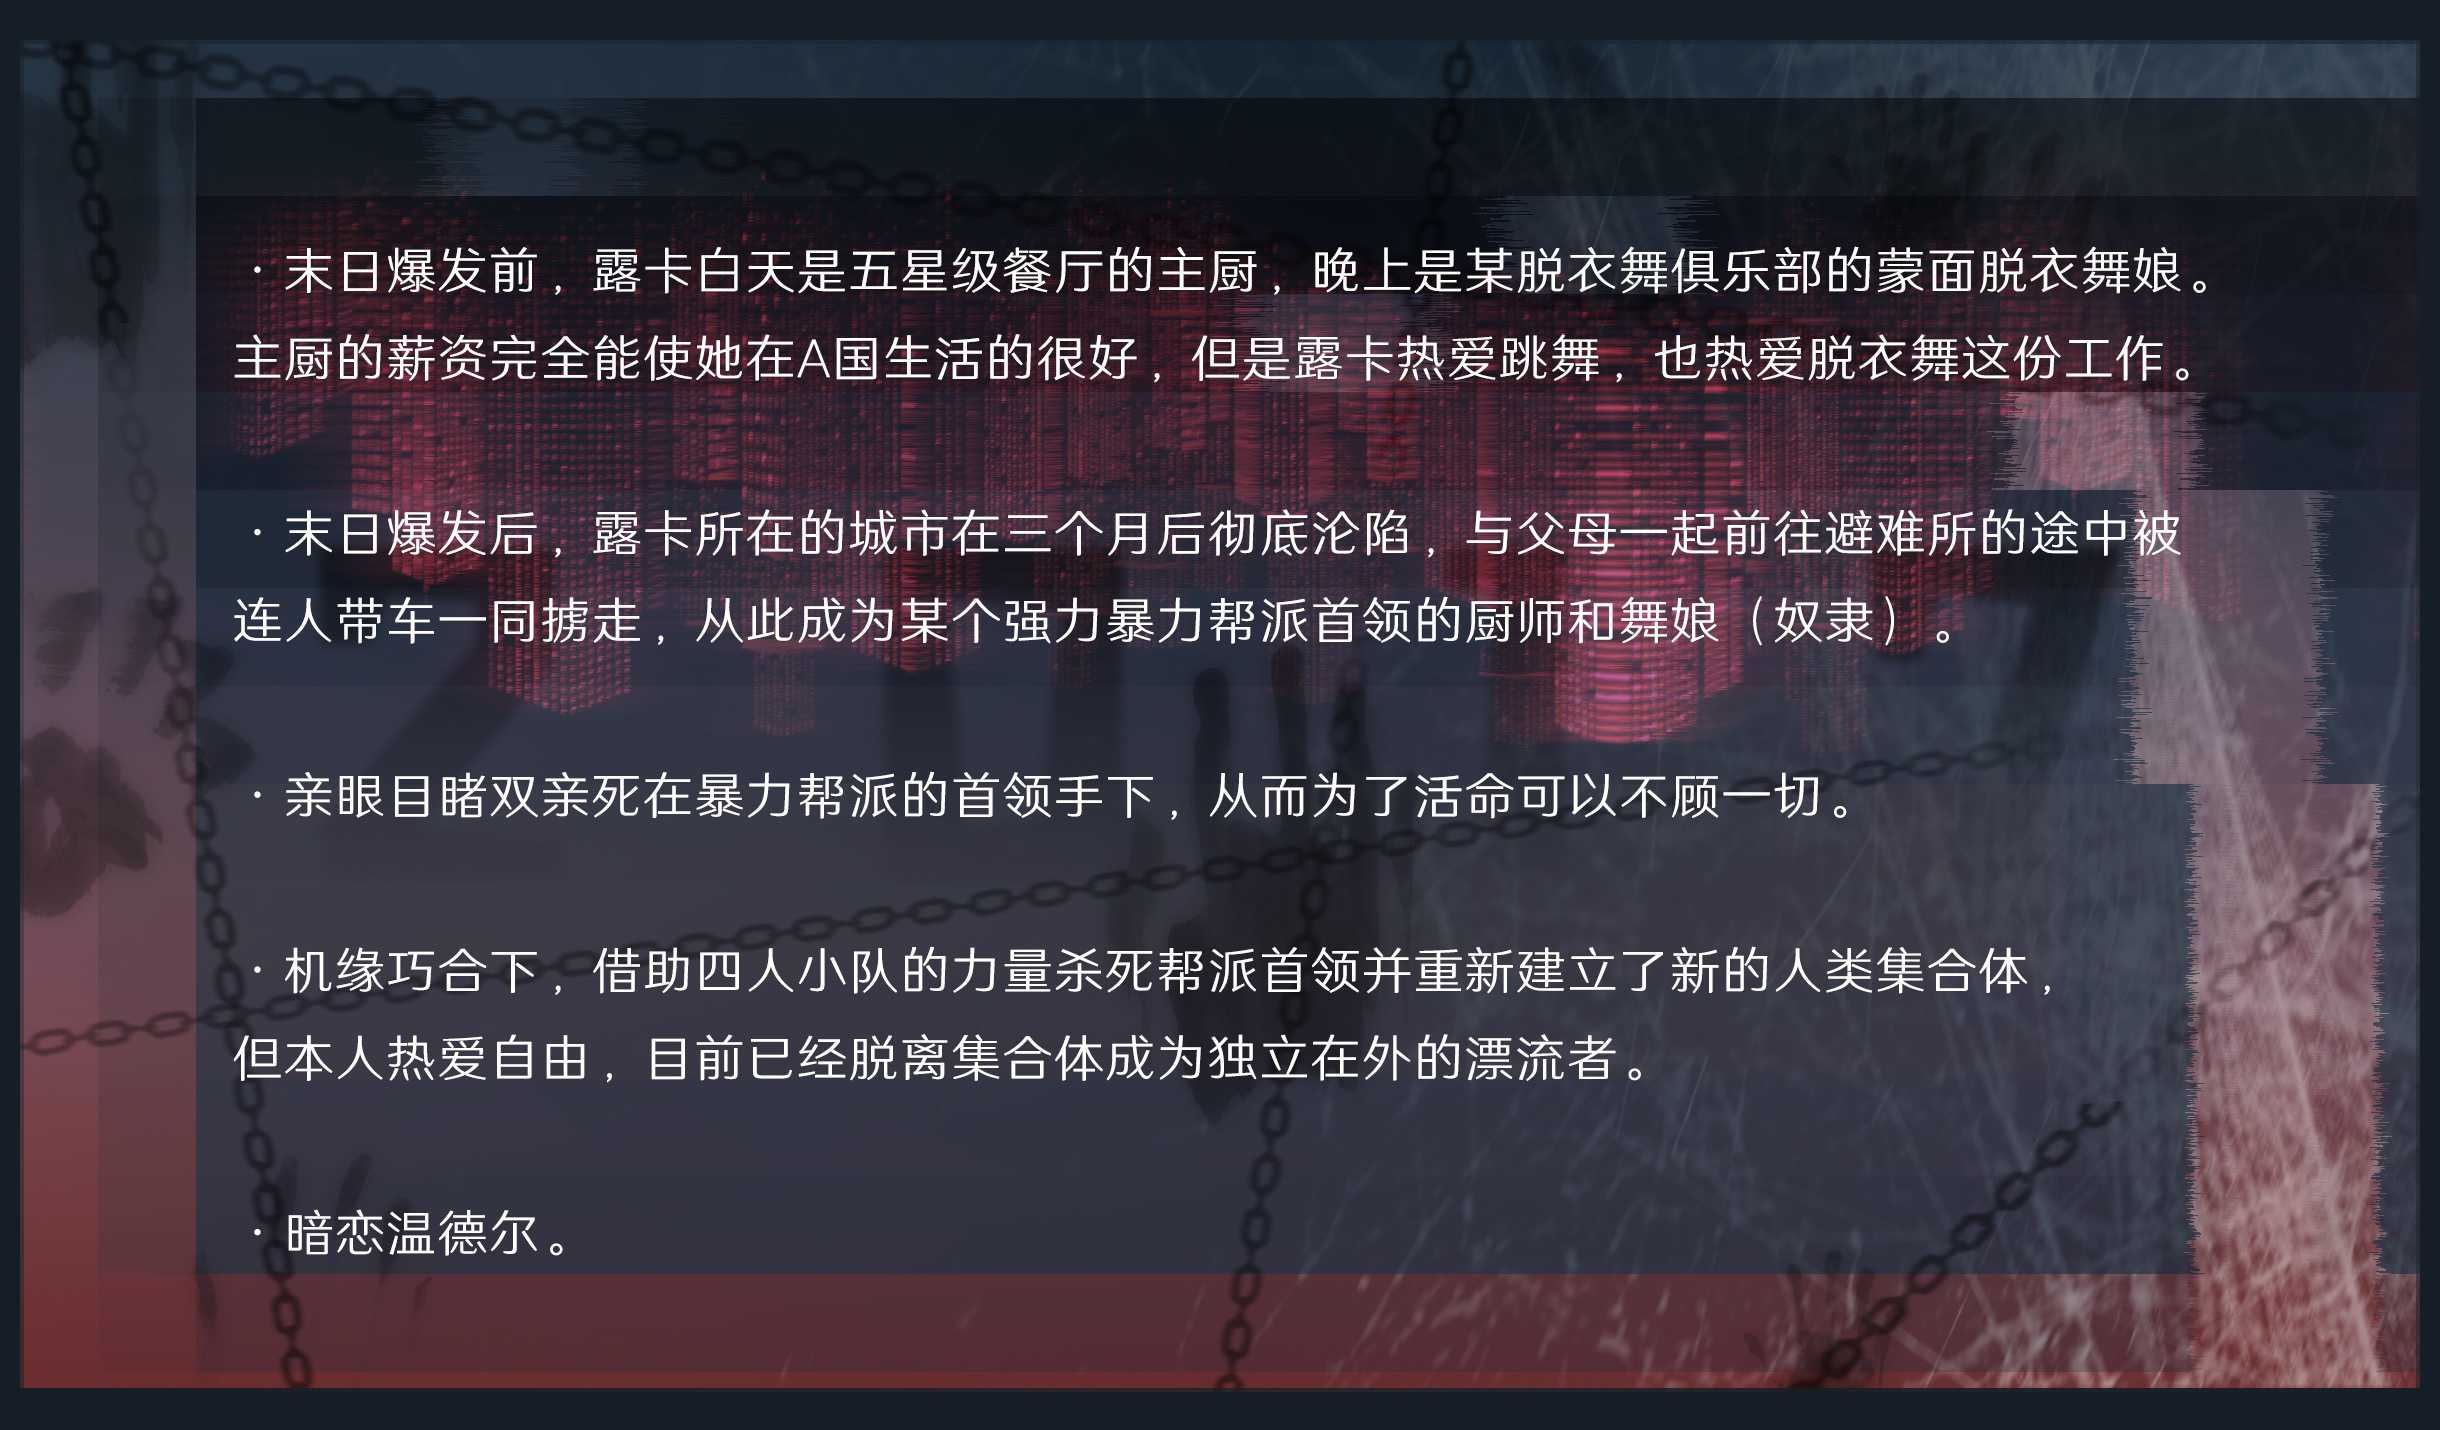 ·末日爆发前，露卡白天是五星级餐厅的主厨，晚上是某脱衣舞俱乐部的蒙面脱衣舞娘。
主厨的薪资完全能使她在A国生活的很好，但是露卡热爱跳舞，也热爱脱衣舞这份工作。
·末日爆发后，露卡所在的城市在三个月后彻底沦陷，与父母一起前往避难所的途中被
连人带车一同掳走，从此成为某个强力暴力帮派首领的厨师和舞娘（奴隶）。
·亲眼目睹双亲死在暴力帮派的首领手下，从而为了活命可以不顾一切。
·机缘巧合下，借助四人小队的力量杀死帮派首领并重新建立了新的人类集合体，
但本人热爱自由，目前已经脱离集合体成为独立在外的漂流者。
·暗恋温德尔。